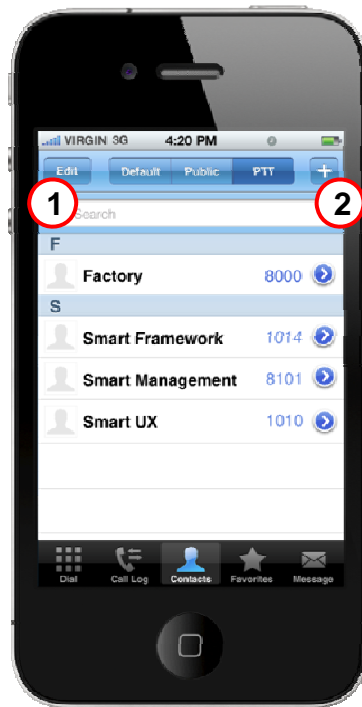 VIRGIN 3G 4:20 PM
Edit Default Public PTT +
1 Search 2
F
Factory 8000
S
Smart Framework 1014
Smart Management 8101
Smart UX 1010
Dial Call Log Contacts Favorites Message